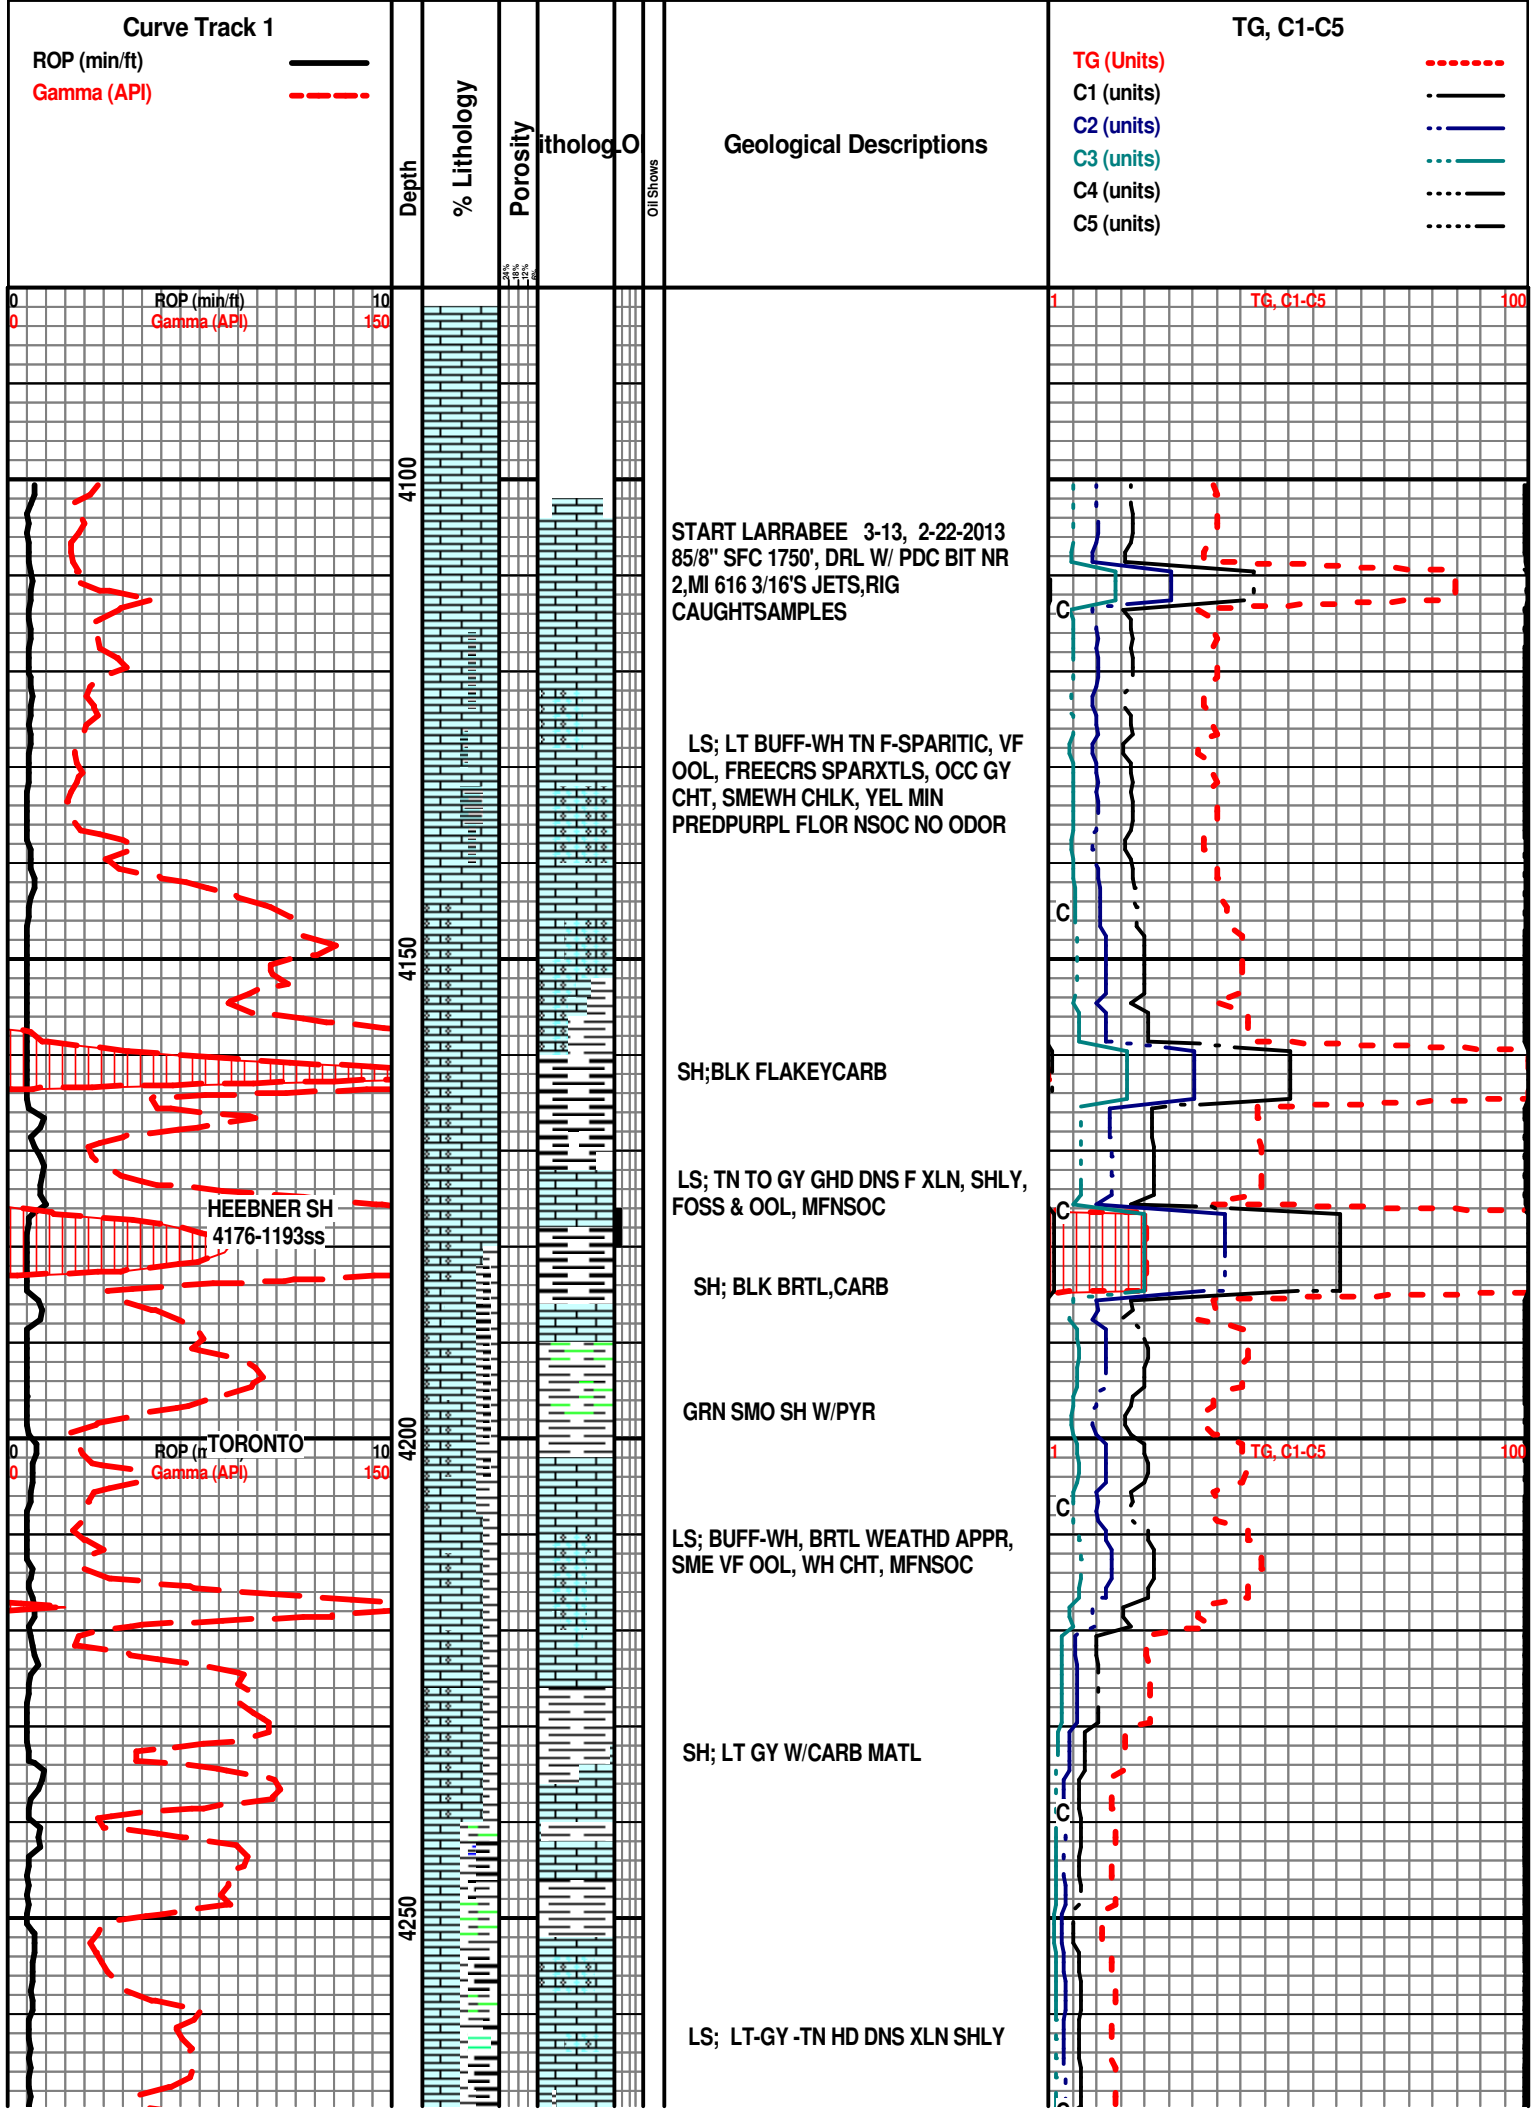 Curve Track 1
ROP (min/ft)
Gamma (API)
Depth
% Lithology
Porosity
24%
18%
12%
6%
itholog
LO
Oil Shows
Geological Descriptions
TG, C1-C5
TG (Units)
C1 (units)
C2 (units)
C3 (units)
C4 (units)
C5 (units)
0 ROP (min/ft) 10
0 Gamma (API) 150
1 TG, C1-C5 100
4100
START LARRABEE 3-13, 2-22-2013
85/8" SFC 1750', DRL W/ PDC BIT NR
2,MI 616 3/16'S JETS,RIG
CAUGHTSAMPLES
C
LS; LT BUFF-WH TN F-SPARITIC, VF
OOL, FREECRS SPARXTLS, OCC GY
CHT, SMEWH CHLK, YEL MIN
PREDPURPL FLOR NSOC NO ODOR
C
4150
SH;BLK FLAKEYCARB
LS; TN TO GY GHD DNS F XLN, SHLY,
FOSS & OOL, MFNSOC
C
HEEBNER SH
4176-1193ss
SH; BLK BRTL,CARB
GRN SMO SH W/PYR
4200
0 ROP (m TORONTO 10
0 Gamma (API) 150
1 TG, C1-C5 100
C
LS; BUFF-WH, BRTL WEATHD APPR,
SME VF OOL, WH CHT, MFNSOC
SH; LT GY W/CARB MATL
C
4250
LS; LT-GY -TN HD DNS XLN SHLY